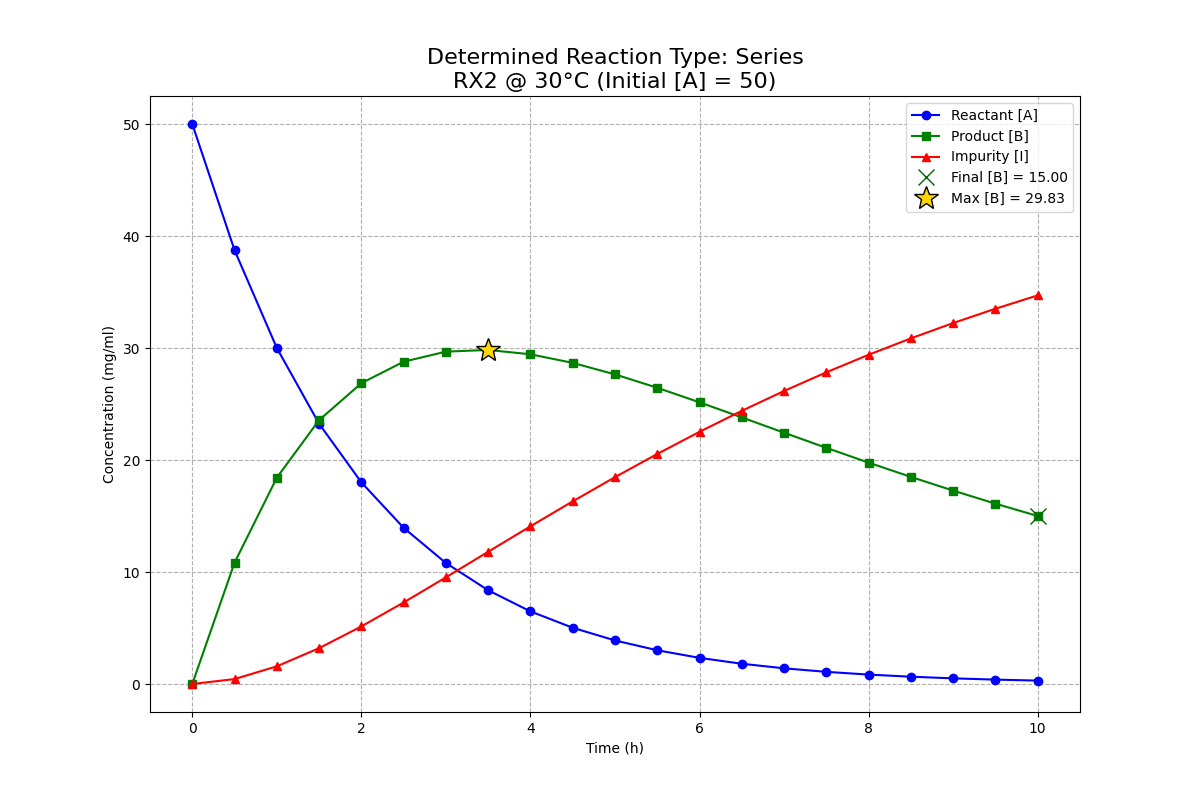 Determined Reaction Type: Series
RX2 @ 30°C (Initial [A] = 50)
Reactant [A]
Product [B]
Impurity [I]
Final [B] = 15.00
Max [B] = 29.83
Concentration (mg/ml)
50
40
30
20
10
0
0 2 4 6 8 10
Time (h)